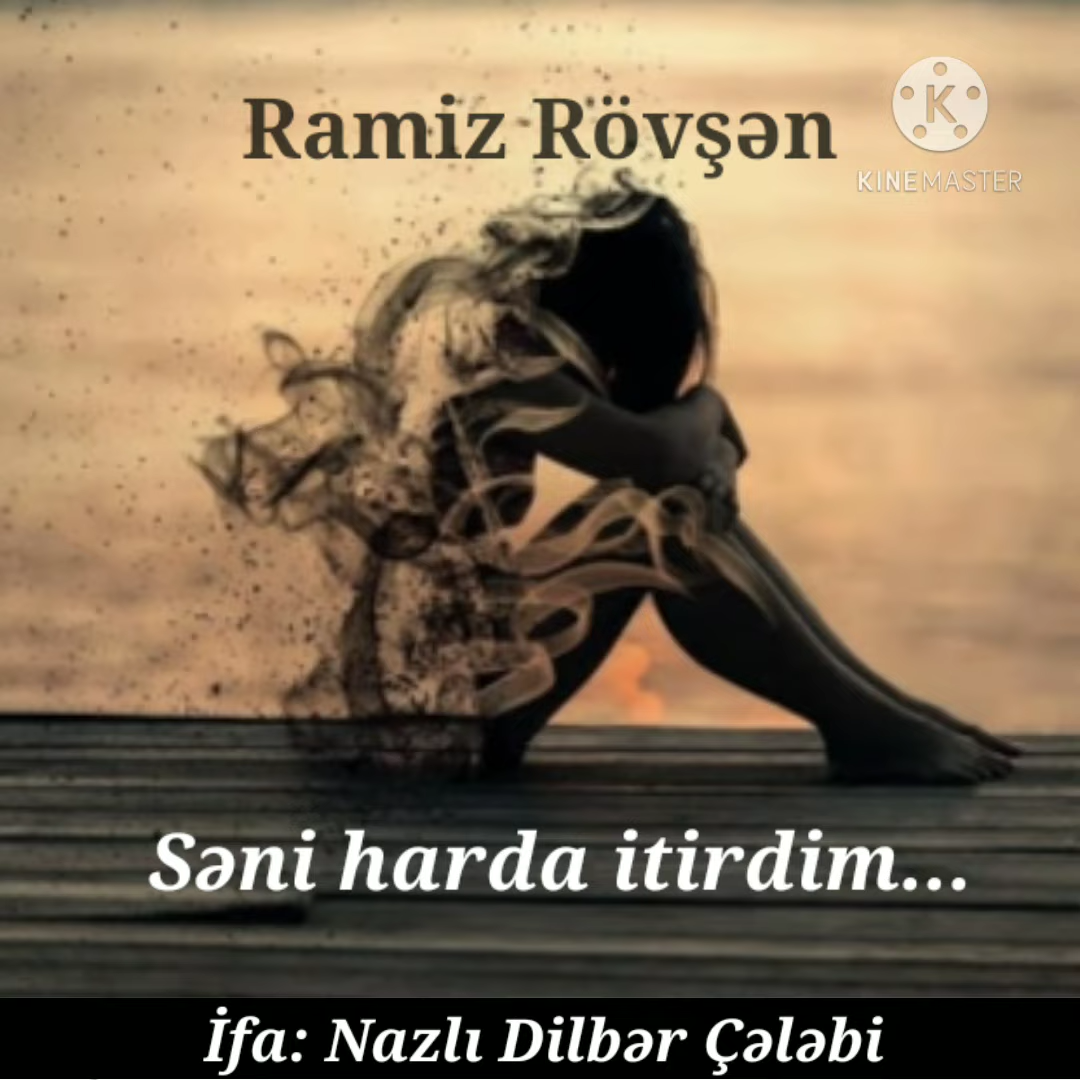 Ramiz Rövşən
K
KINEMASTER
Səni harda itirdim...
İfa: Nazlı Dilbər Çələbi